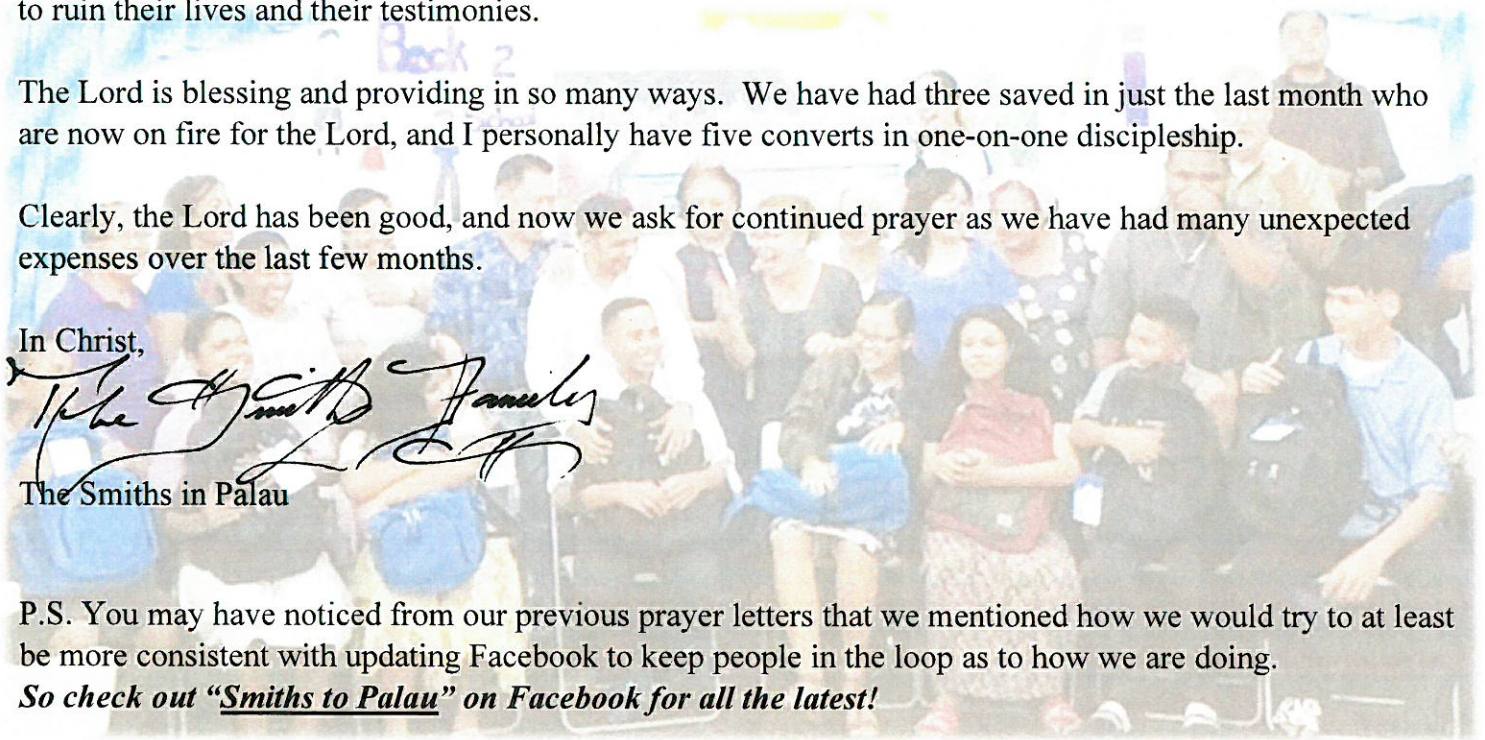 to ruin their lives and their testimonies.
Back 2
The Lord is blessing and providing in so many ways.  We have had three saved in just the last month who
are now on fire for the Lord, and I personally have five converts in one-on-one discipleship.
Clearly, the Lord has been good, and now we ask for continued prayer as we have had many unexpected
expenses over the last few months.
In Christ,
The Smith Family
The Smiths in Palau
P.S. You may have noticed from our previous prayer letters that we mentioned how we would try to at least
be more consistent with updating Facebook to keep people in the loop as to how we are doing.
So check out “Smiths to Palau” on Facebook for all the latest!